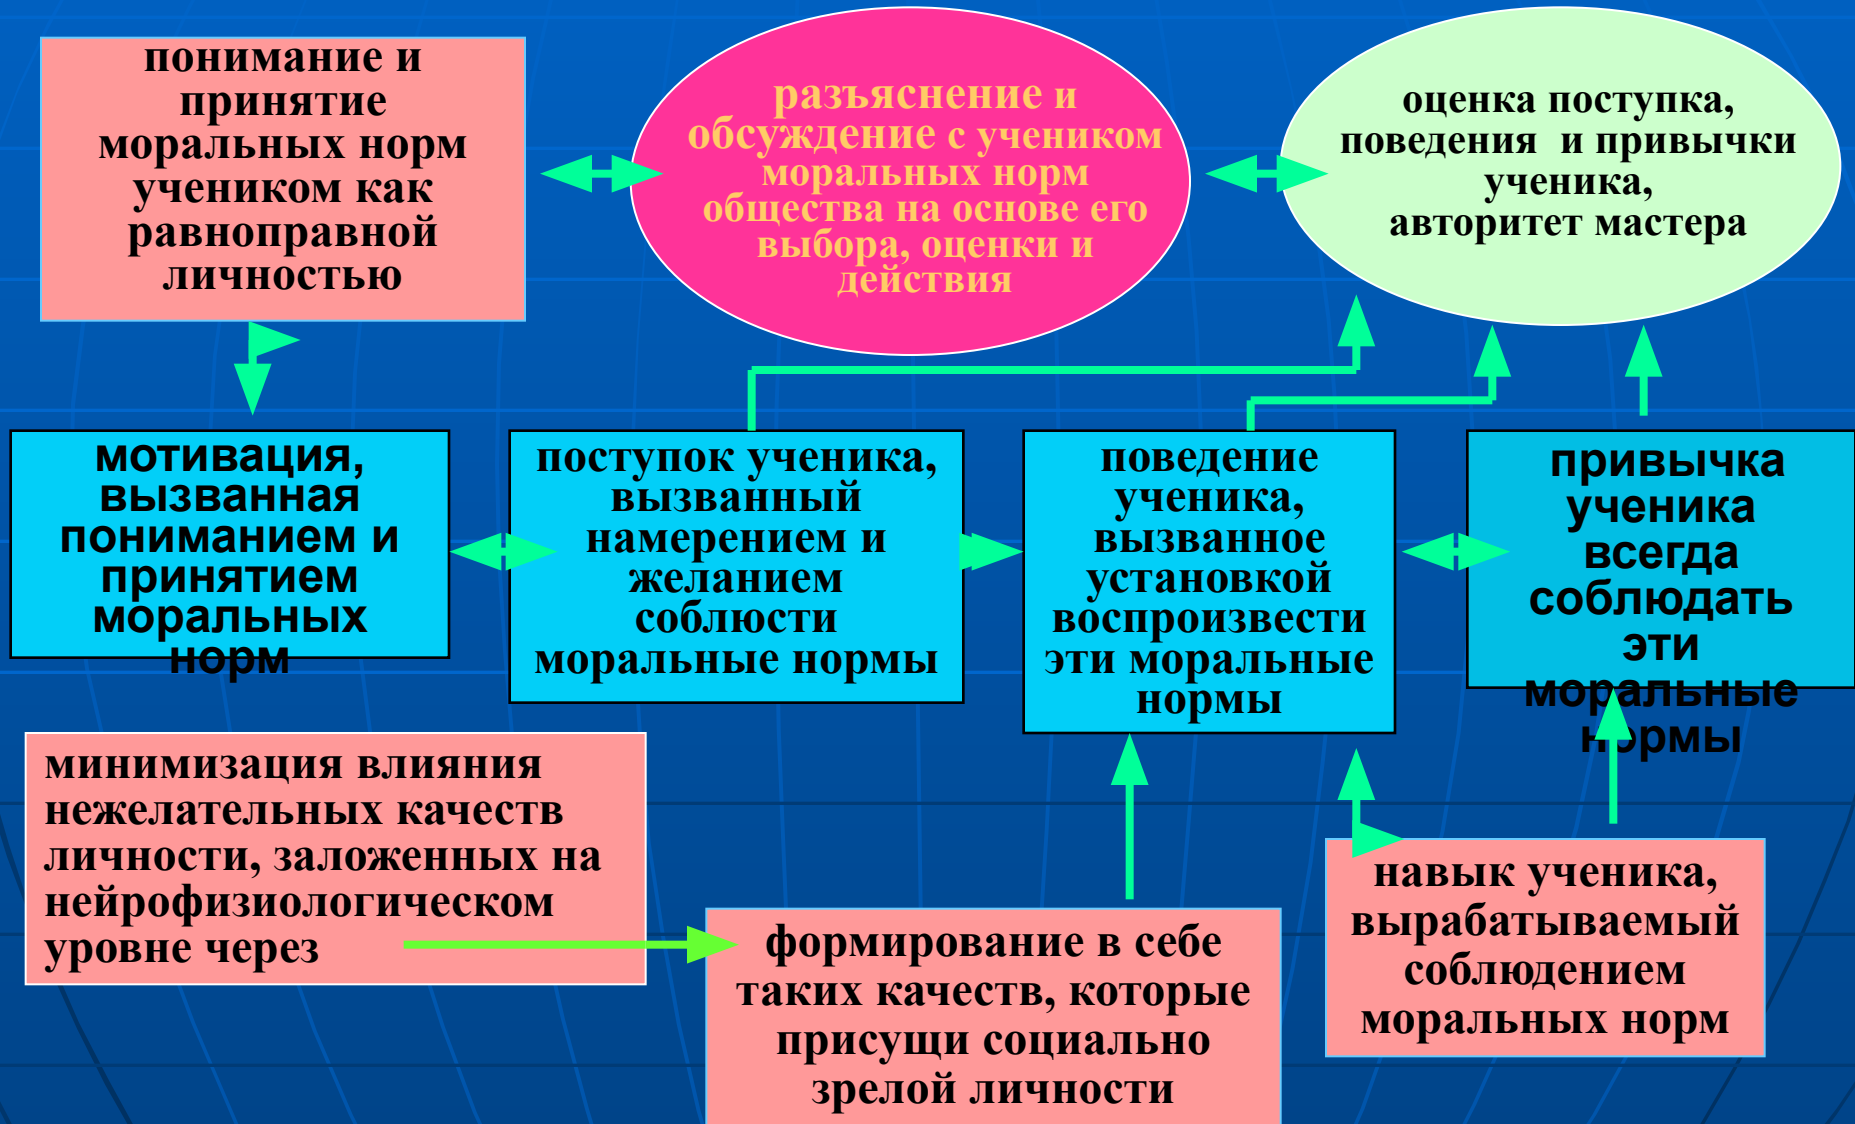 понимание и
принятие
моральных норм
учеником как
равноправной
личностью
разъяснение и
обсуждение с учеником
моральных норм
общества на основе его
выбора, оценки и
действия
оценка поступка,
поведения и привычки
ученика,
авторитет мастера
мотивация,
вызванная
пониманием и
принятием
моральных
норм
поступок ученика,
вызванный
намерением и
желанием
соблюсти
моральные нормы
поведение
ученика,
вызванное
установкой
воспроизвести
эти моральные
нормы
привычка
ученика
всегда
соблюдать
эти
моральные
нормы
минимизация влияния
нежелательных качеств
личности, заложенных на
нейрофизиологическом
уровне через
формирование в себе
таких качеств, которые
присущи социально
зрелой личности
навык ученика,
вырабатываемый
соблюдением
моральных норм